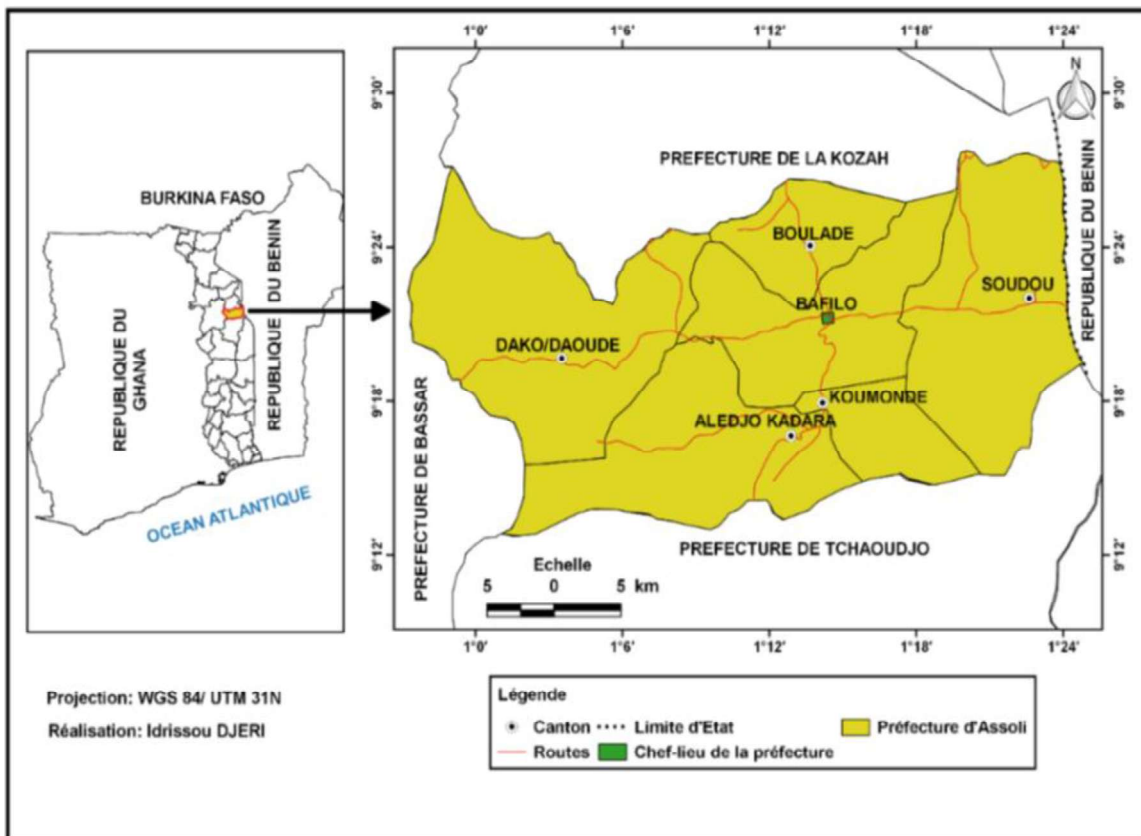 BURKINA FASO
REPUBLIQUE DU
GHANA
REPUBLIQUE DU BENIN
OCEAN ATLANTIQUE
1°0' 1°6' 1°12' 1°18' 1°24'
9°30'
9°24'
9°18'
9°12'
N
9°30'
9°24'
9°18'
9°12'
PREFECTURE DE LA KOZAH
REPUBLIQUE DU BENIN
BOULADE
SOUDOU
BAFILO
DAKO/DAOUDE
KOUMONDE
ALEDJO KADARA
PREFECTURE DE BASSAR
PREFECTURE DE TCHAOUDJO
Echelle
5 0 5 km
1°0' 1°6' 1°12' 1°18' 1°24'
Projection: WGS 84/ UTM 31N
Réalisation: Idrissou DJERI
Légende
Canton Limite d'Etat Préfecture d'Assoli
Routes Chef-lieu de la préfecture